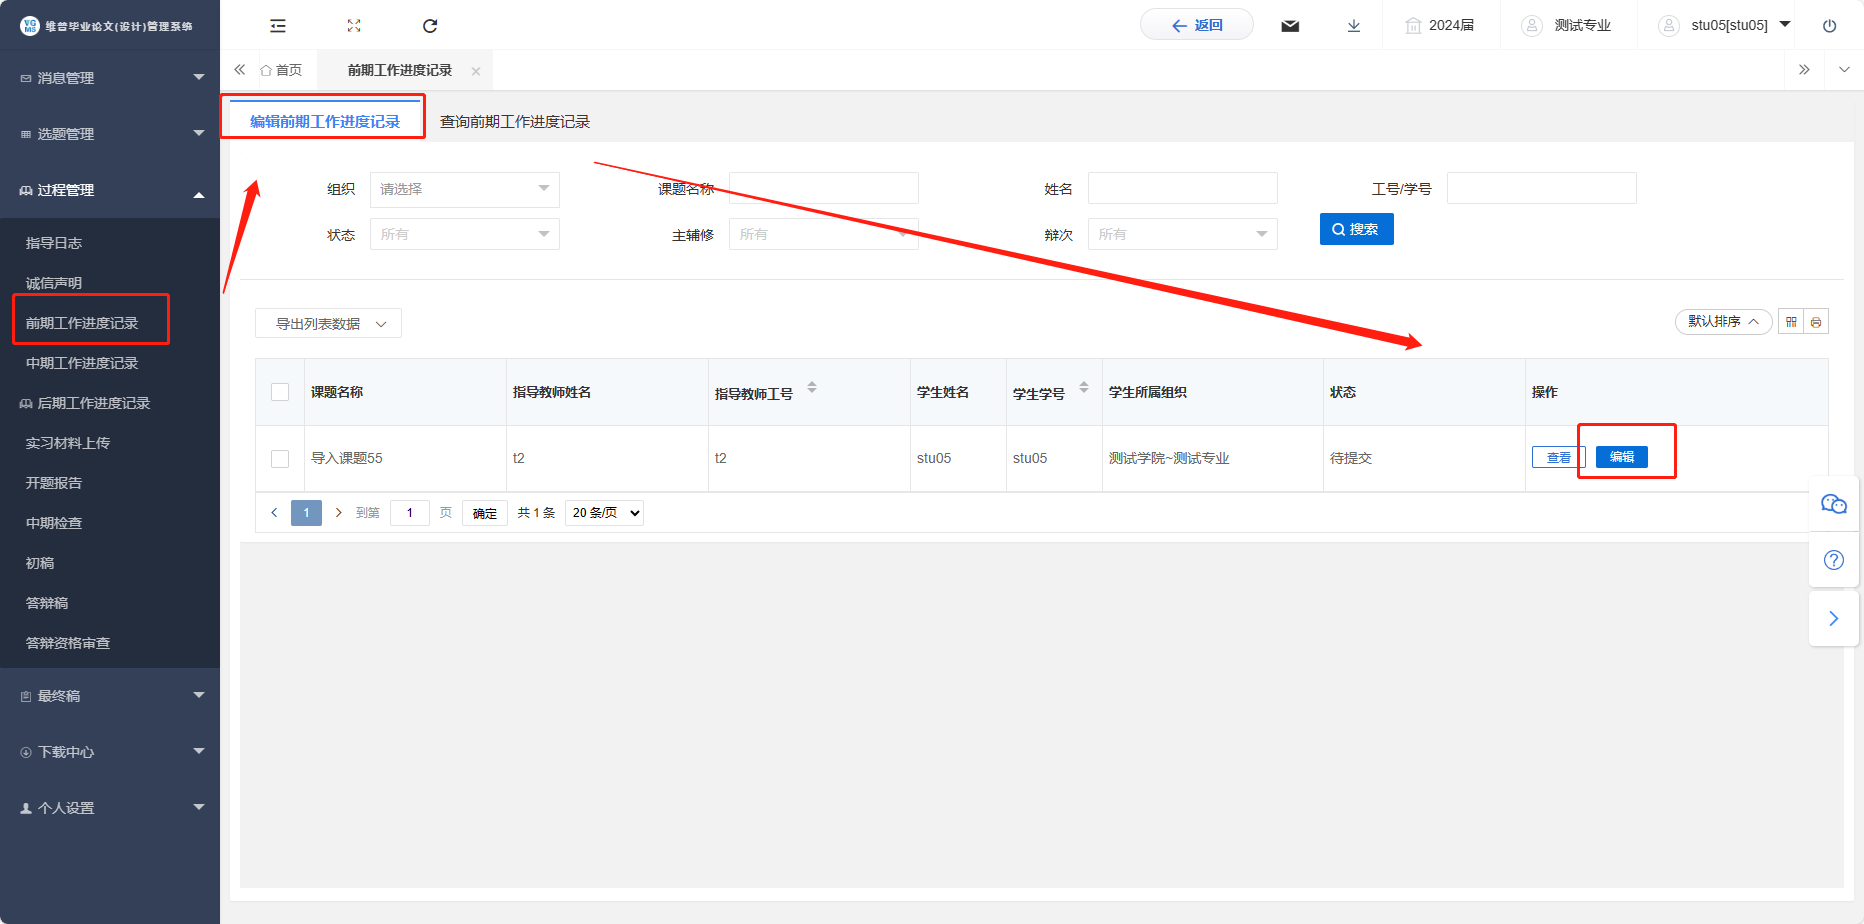 VG
MS
维普毕业论文(设计)管理系统
返回
2024届
测试专业
stu05[stu05]
首页
前期工作进度记录
消息管理
选题管理
过程管理
指导日志
诚信声明
前期工作进度记录
中期工作进度记录
后期工作进度记录
实习材料上传
开题报告
中期检查
初稿
答辩稿
答辩资格审查
最终稿
下载中心
个人设置
编辑前期工作进度记录
查询前期工作进度记录
组织 请选择 课题名称 姓名 工号/学号
状态 所有 主辅修 所有 辩次 所有 搜索
导出列表数据
默认排序
课题名称 指导教师姓名 指导教师工号 学生姓名 学生学号 学生所属组织 状态 操作
导入课题55 t2 t2 stu05 stu05 测试学院~测试专业 待提交 查看 编辑
1 到第 1 页 确定 共 1 条 20 条/页